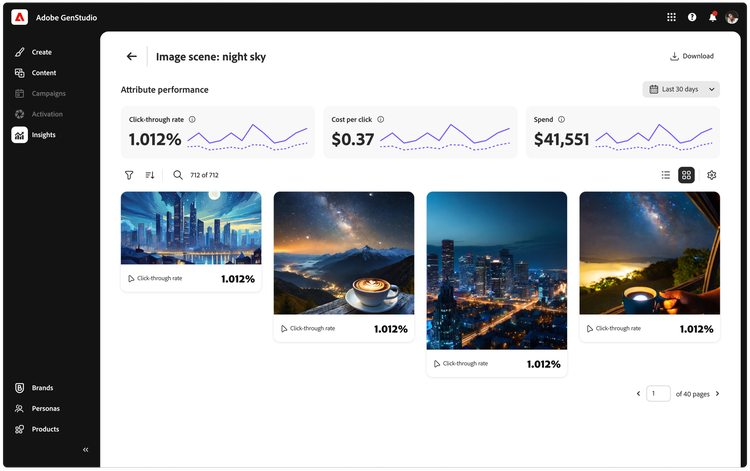 Adobe GenStudio
Create
Content
Campaigns
Activation
Insights
Brands
Personas
Products
Image scene: night sky
Download
Attribute performance
Last 30 days
Click-through rate
1.012%
Cost per click
$0.37
Spend
$41,551
712 of 712
Click-through rate 1.012%
Click-through rate 1.012%
Click-through rate 1.012%
Click-through rate 1.012%
1 of 40 pages